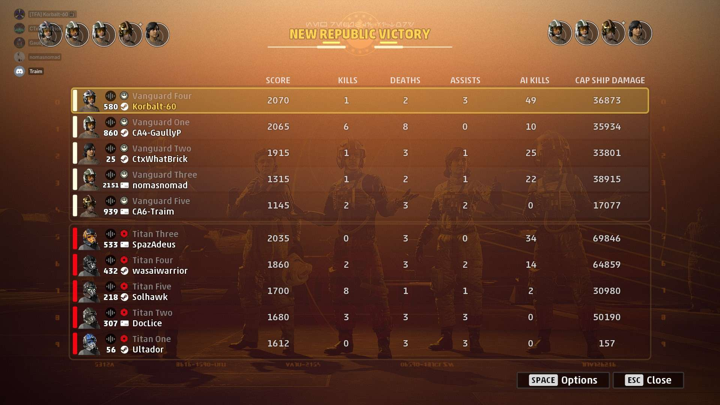 [TFA] Korbalt-60
nomasnomad
Traim
NEW REPUBLIC VICTORY
SCORE KILLS DEATHS ASSISTS AI KILLS CAP SHIP DAMAGE
Vanguard Four
580 Korbalt-60 2070 1 2 3 49 36873
Vanguard One
860 CA4-GaullyP 2065 6 8 0 10 35934
Vanguard Two
25 CtxWhatBrick 1915 1 3 1 25 33801
Vanguard Three
2151 nomasnomad 1315 1 2 1 22 38915
Vanguard Five
939 CA6-Traim 1145 2 3 2 0 17077
Titan Three
533 SpazAdeus 2035 0 3 0 34 69846
Titan Four
432 wasaiwarrior 1860 2 3 2 14 64859
Titan Five
218 Solhawk 1700 8 1 1 2 30980
Titan Two
307 DocLice 1680 3 3 3 0 50190
Titan One
56 Ultador 1612 0 3 3 0 157
SPACE Options ESC Close